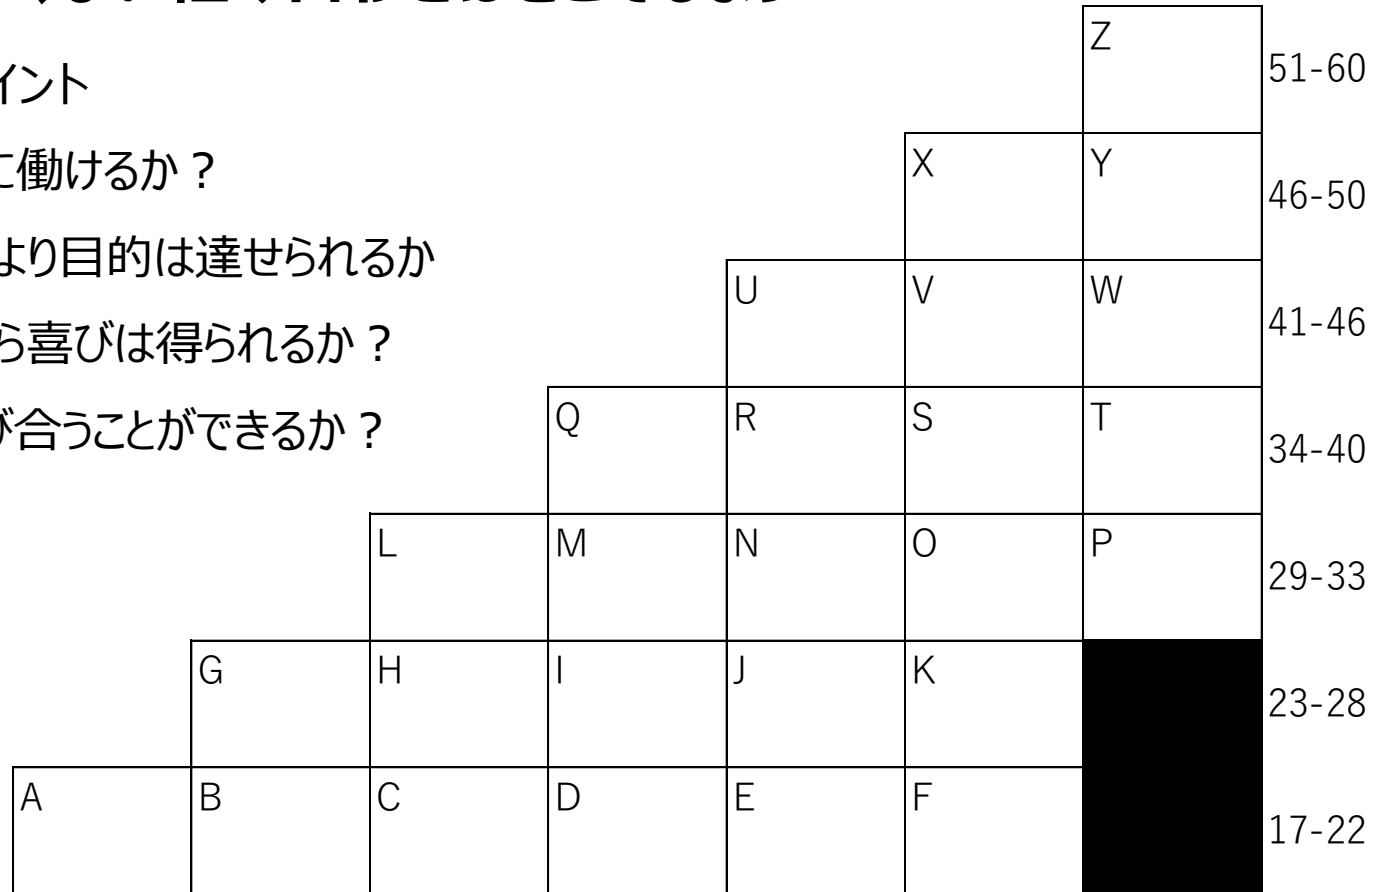 イント
に働けるか？
より目的は達せられるか
ら喜びは得られるか？
び合うことができるか？
Z 51-60
X Y 46-50
U V W 41-46
Q R S T 34-40
L M N O P 29-33
G H I J K 23-28
A B C D E F 17-22